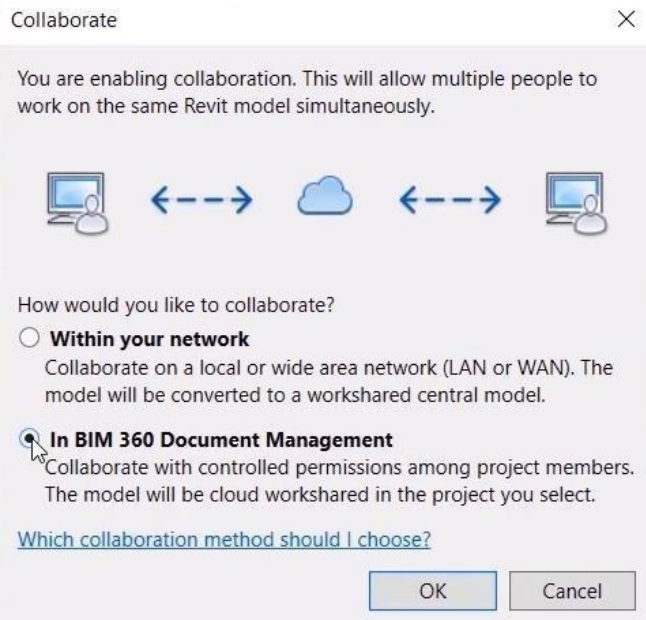 Collaborate
You are enabling collaboration. This will allow multiple people to
work on the same Revit model simultaneously.
How would you like to collaborate?
Within your network
Collaborate on a local or wide area network (LAN or WAN). The
model will be converted to a workshared central model.
In BIM 360 Document Management
Collaborate with controlled permissions among project members.
The model will be cloud workshared in the project you select.
Which collaboration method should I choose?
OK Cancel